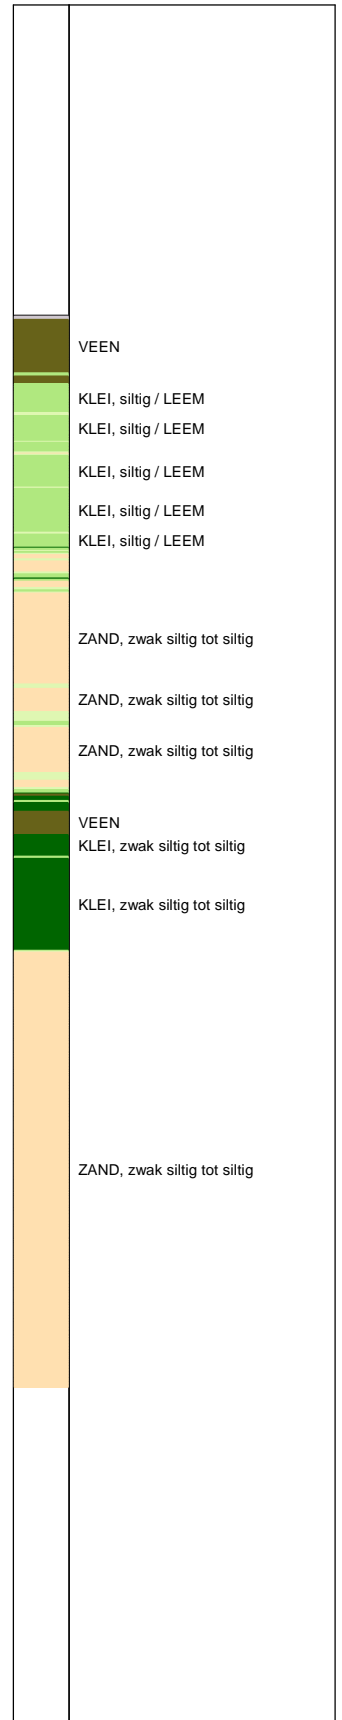 VEEN
KLEI, siltig / LEEM
KLEI, siltig / LEEM
KLEI, siltig / LEEM
KLEI, siltig / LEEM
KLEI, siltig / LEEM
ZAND, zwak siltig tot siltig
ZAND, zwak siltig tot siltig
ZAND, zwak siltig tot siltig
VEEN
KLEI, zwak siltig tot siltig
KLEI, zwak siltig tot siltig
ZAND, zwak siltig tot siltig